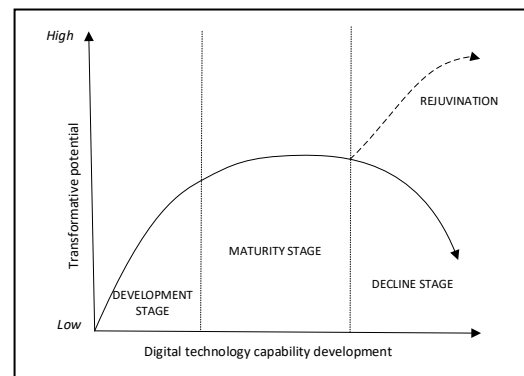 High
Transformative potential
REJUVINATION
MATURITY STAGE
DEVELOPMENT
STAGE
DECLINE STAGE
Low
Digital technology capability development